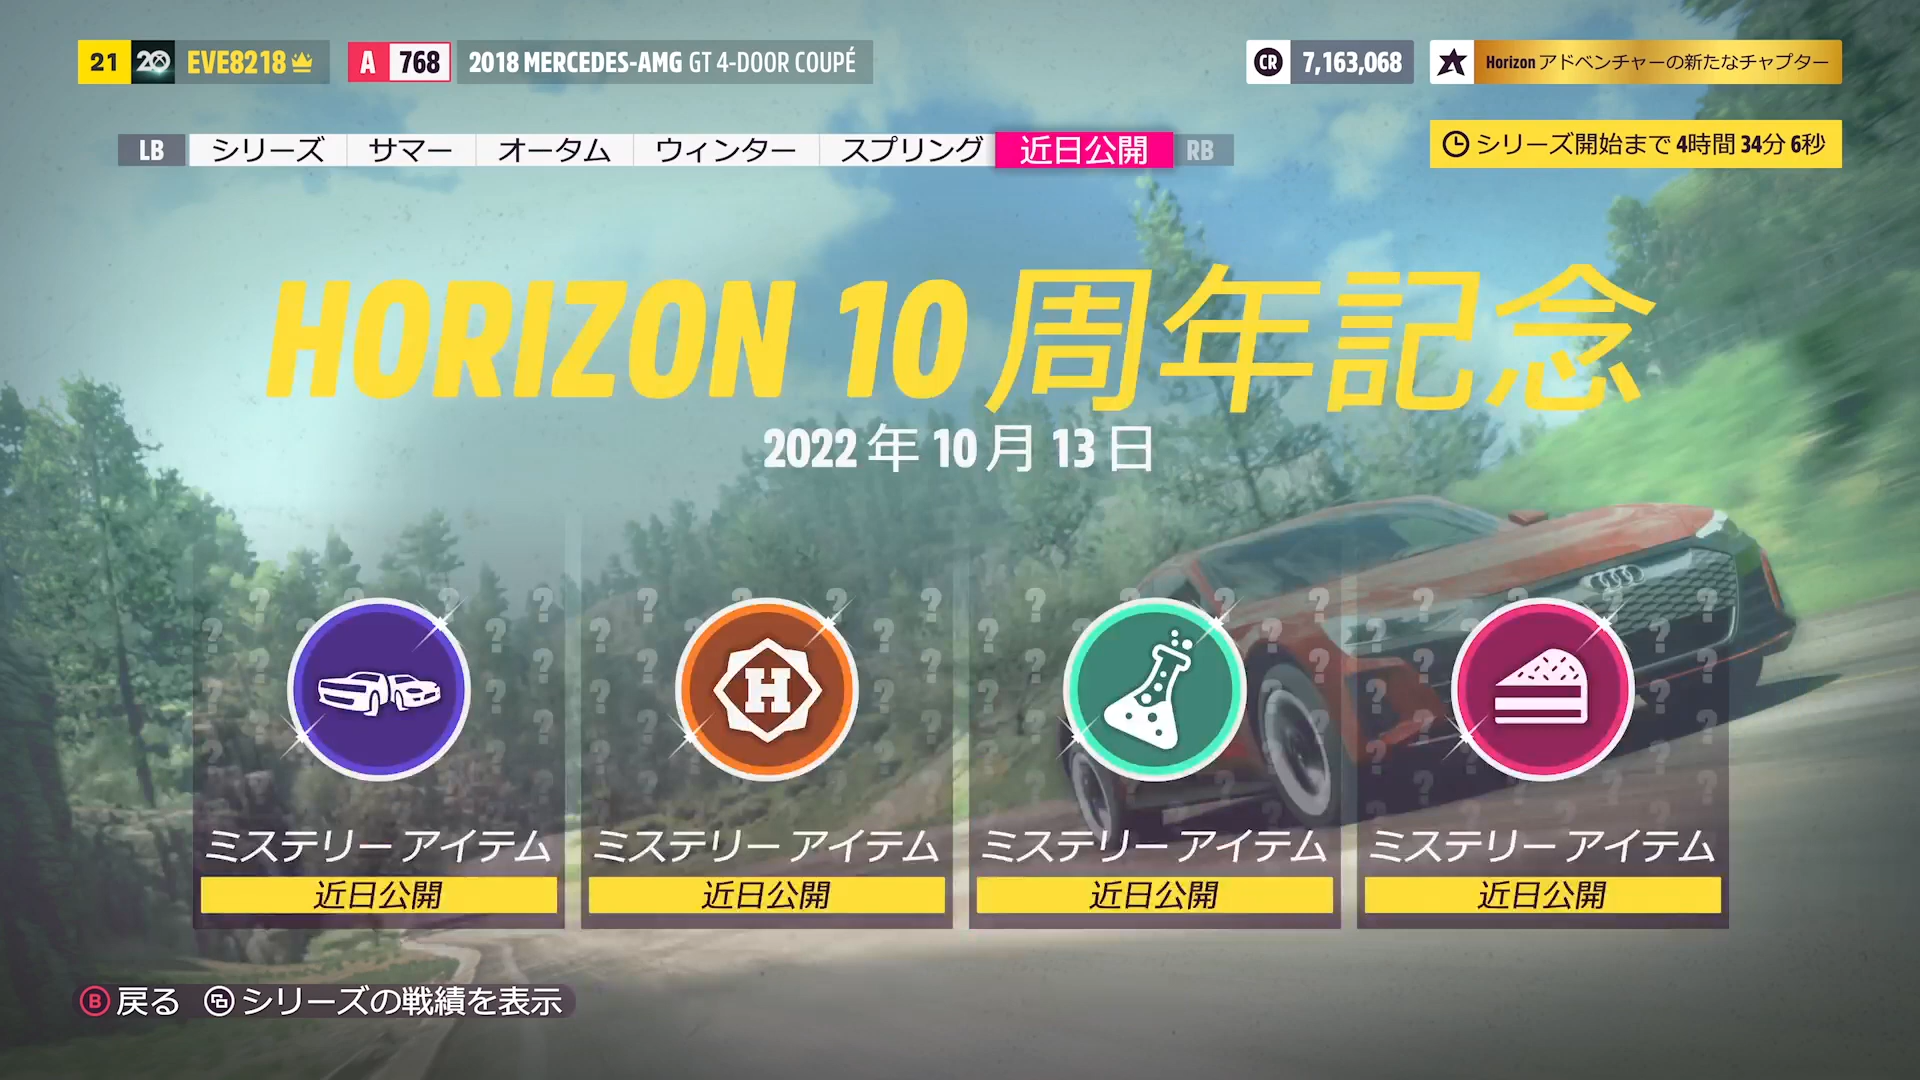 21 20 EVE8218 A 768 2018 MERCEDES-AMG GT 4-DOOR COUPÉ CR 7,163,068 Horizon アドベンチャーの新たなチャプター
LB シリーズ サマー オータム ウィンター スプリング 近日公開 RB シリーズ開始まで 4時間 34分 6秒
HORIZON 10 周年記念
2022 年 10 月 13 日
H
ミステリー アイテム ミステリー アイテム ミステリー アイテム ミステリー アイテム
近日公開 近日公開 近日公開 近日公開
B 戻る シリーズの戦績を表示